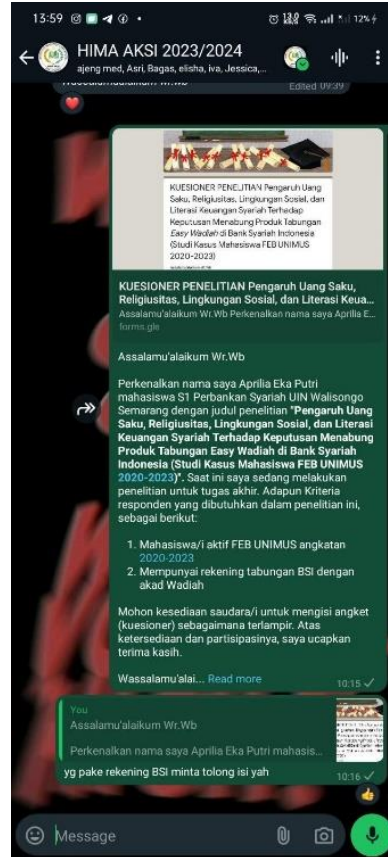 13:59
12%
HIMA AKSI 2023/2024
ajeng med, Asri, Bagas, elisha, iva, Jessica,...
Edited 09:39
KUESIONER PENELITIAN Pengaruh Uang
Saku, Religiusitas, Lingkungan Sosial, dan
Literasi Keuangan Syariah Terhadap
Keputusan Menabung Produk Tabungan
Easy Wadiah di Bank Syariah Indonesia
(Studi Kasus Mahasiswa FEB UNIMUS
2020-2023)
KUESIONER PENELITIAN Pengaruh Uang
Saku, Religiusitas, Lingkungan Sosial, dan Literasi Keua...
Assalamu'alaikum Wr.Wb Perkenalkan nama saya Aprilia E...
forms.gle
Assalamu'alaikum Wr.Wb
Perkenalkan nama saya Aprilia Eka Putri
mahasiswa S1 Perbankan Syariah UIN Walisongo
Semarang dengan judul penelitian "Pengaruh Uang
Saku, Religiusitas, Lingkungan Sosial, dan Literasi
Keuangan Syariah Terhadap Keputusan Menabung
Produk Tabungan Easy Wadiah di Bank Syariah
Indonesia (Studi Kasus Mahasiswa FEB UNIMUS
2020-2023)". Saat ini saya sedang melakukan
penelitian untuk tugas akhir. Adapun Kriteria
responden yang dibutuhkan dalam penelitian ini,
sebagai berikut:
1. Mahasiswa/i aktif FEB UNIMUS angkatan
2020-2023
2. Mempunyai rekening tabungan BSI dengan
akad Wadiah
Mohon kesediaan saudara/i untuk mengisi angket
(kuesioner) sebagaimana terlampir. Atas
ketersediaan dan partisipasinya, saya ucapkan
terima kasih.
Wassalamu'alai... Read more
10:15
You
Assalamu'alaikum Wr.Wb
Perkenalkan nama saya Aprilia Eka Putri mahasis...
yg pake rekening BSI minta tolong isi yah
10:16
Message